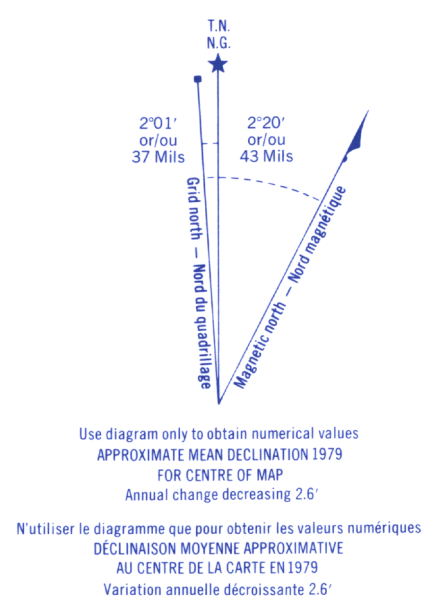 T.N.
N.G.
2°01′
or/ou
37 Mils
2°20′
or/ou
43 Mils
Grid north — Nord du quadrillage
Magnetic north — Nord magnétique
Use diagram only to obtain numerical values
APPROXIMATE MEAN DECLINATION 1979
FOR CENTRE OF MAP
Annual change decreasing 2.6′
N'utiliser le diagramme que pour obtenir les valeurs numériques
DÉCLINAISON MOYENNE APPROXIMATIVE
AU CENTRE DE LA CARTE EN 1979
Variation annuelle décroissante 2.6′